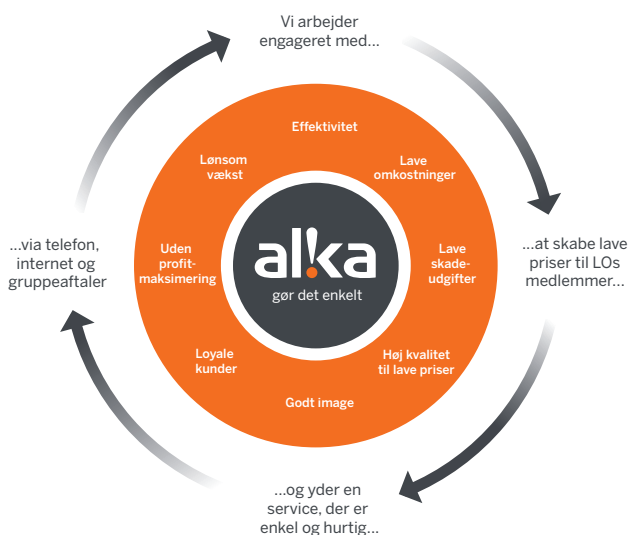 Vi arbejder
engageret med...
...at skabe lave
priser til LOs
medlemmer...
...og yder en
service, der er
enkel og hurtig...
...via telefon,
internet og
gruppeaftaler
Effektivitet
Lave
omkostninger
Lave
skade-
udgifter
Høj kvalitet
til lave priser
Godt image
Loyale
kunder
Uden
profit-
maksimering
Lønsom
vækst
al!ka
gør det enkelt